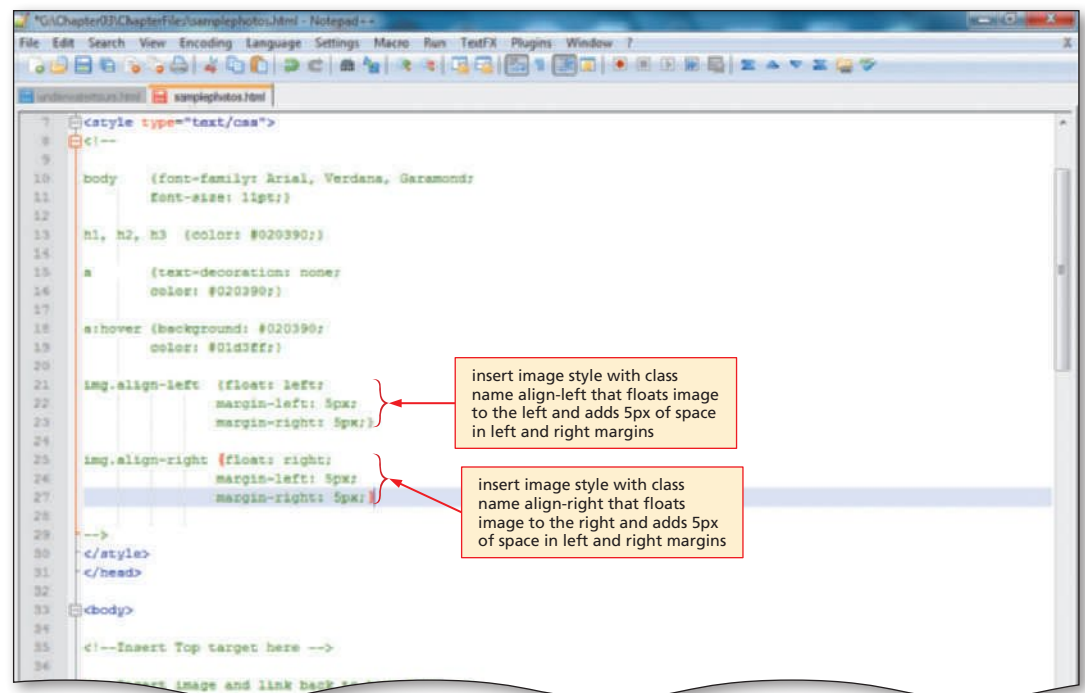 *G:\Chapter03\ChapterFiles\samplephotos.html - Notepad++
File Edit Search View Encoding Language Settings Macro Run TextFX Plugins Window ?
X
underwatertours.html samplephotos.html
7 <style type="text/css">
8 <!--
9
10 body (font-family: Arial, Verdana, Garamond;
11 font-size: 11pt;}
12
13 h1, h2, h3 {color: #020390;}
14
15 a {text-decoration: none;
16 color: #020390;}
17
18 a:hover {background: #020390;
19 color: #01d3ff;}
20
21 img.align-left {float: left;
22 margin-left: 5px;
23 margin-right: 5px;}
24
25 img.align-right {float: right;
26 margin-left: 5px;
27 margin-right: 5px;}
28
29 -->
30 </style>
31 </head>
32
33 <body>
34
35 <!--Insert Top target here -->
36
insert image and link back
insert image style with class
name align-left that floats image
to the left and adds 5px of space
in left and right margins
insert image style with class
name align-right that floats
image to the right and adds 5px
of space in left and right margins